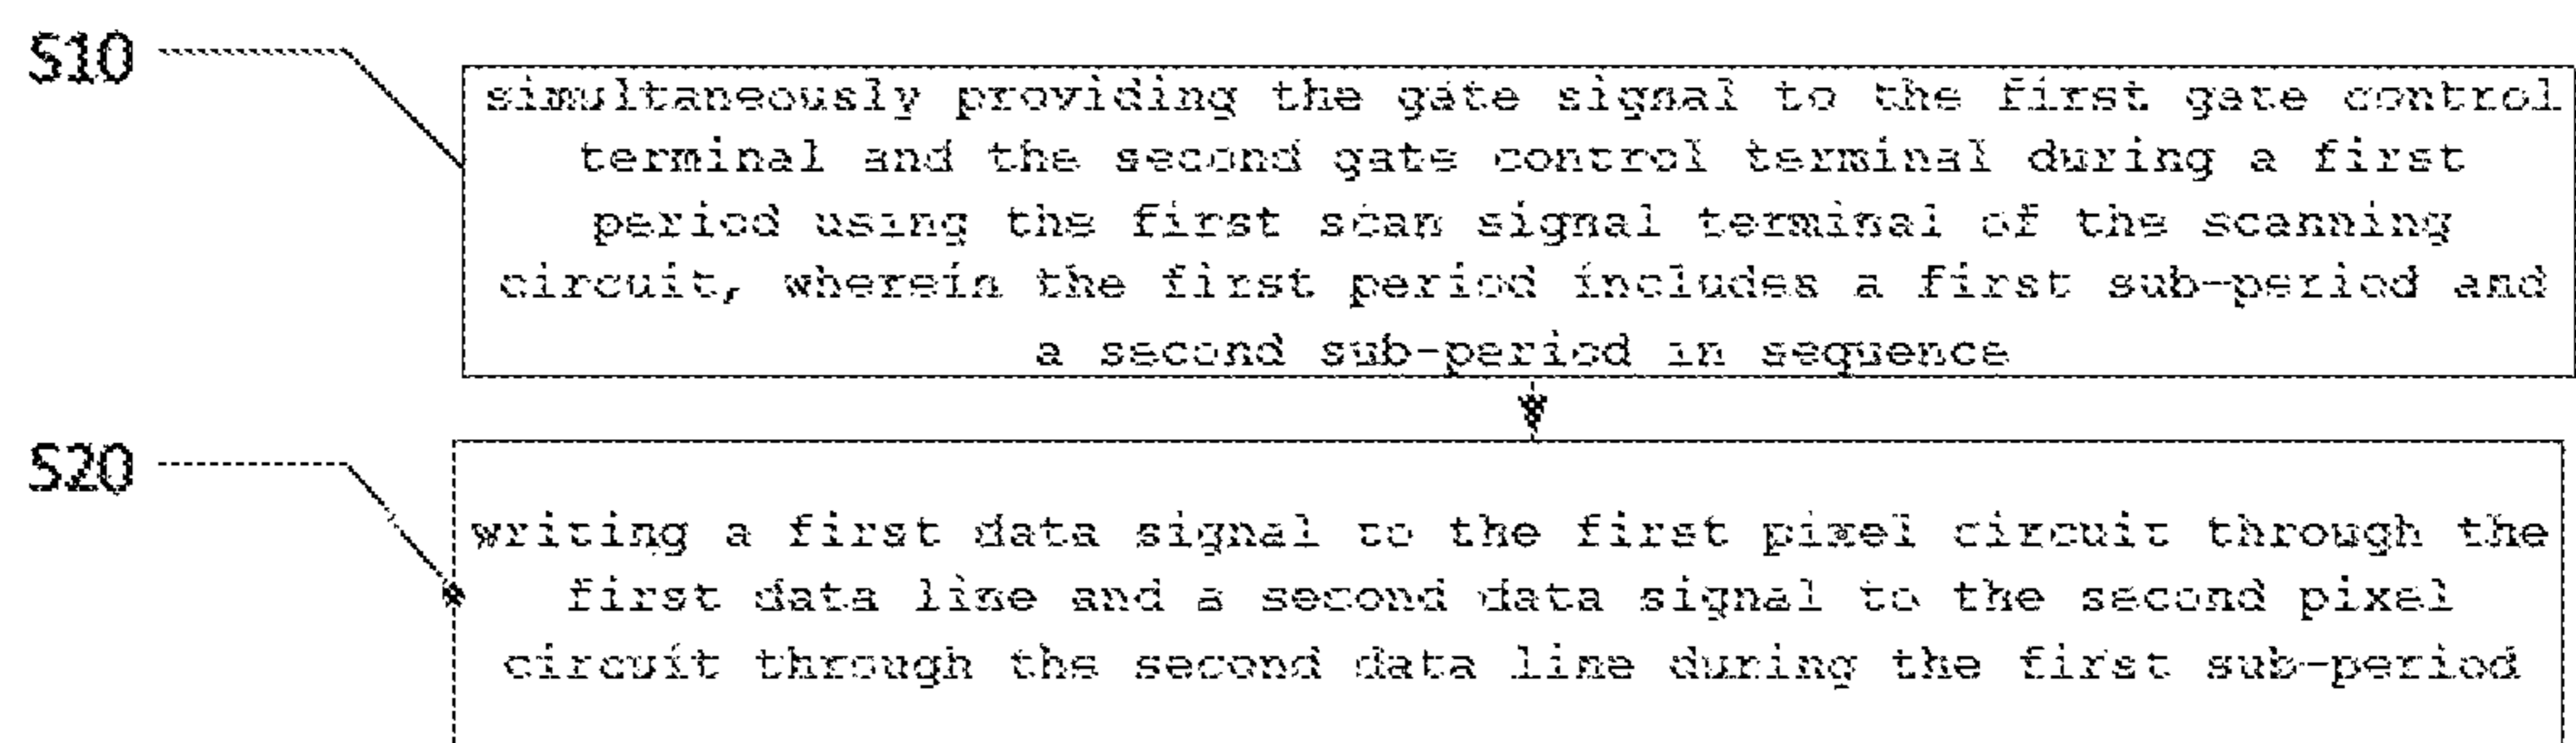 S10
simultaneously providing the gate signal to the first gate control
terminal and the second gate control terminal during a first
period using the first scan signal terminal of the scanning
circuit, wherein the first period includes a first sub-period and
a second sub-period in sequence
S20
writing a first data signal to the first pixel circuit through the
first data line and a second data signal to the second pixel
circuit through the second data line during the first sub-period